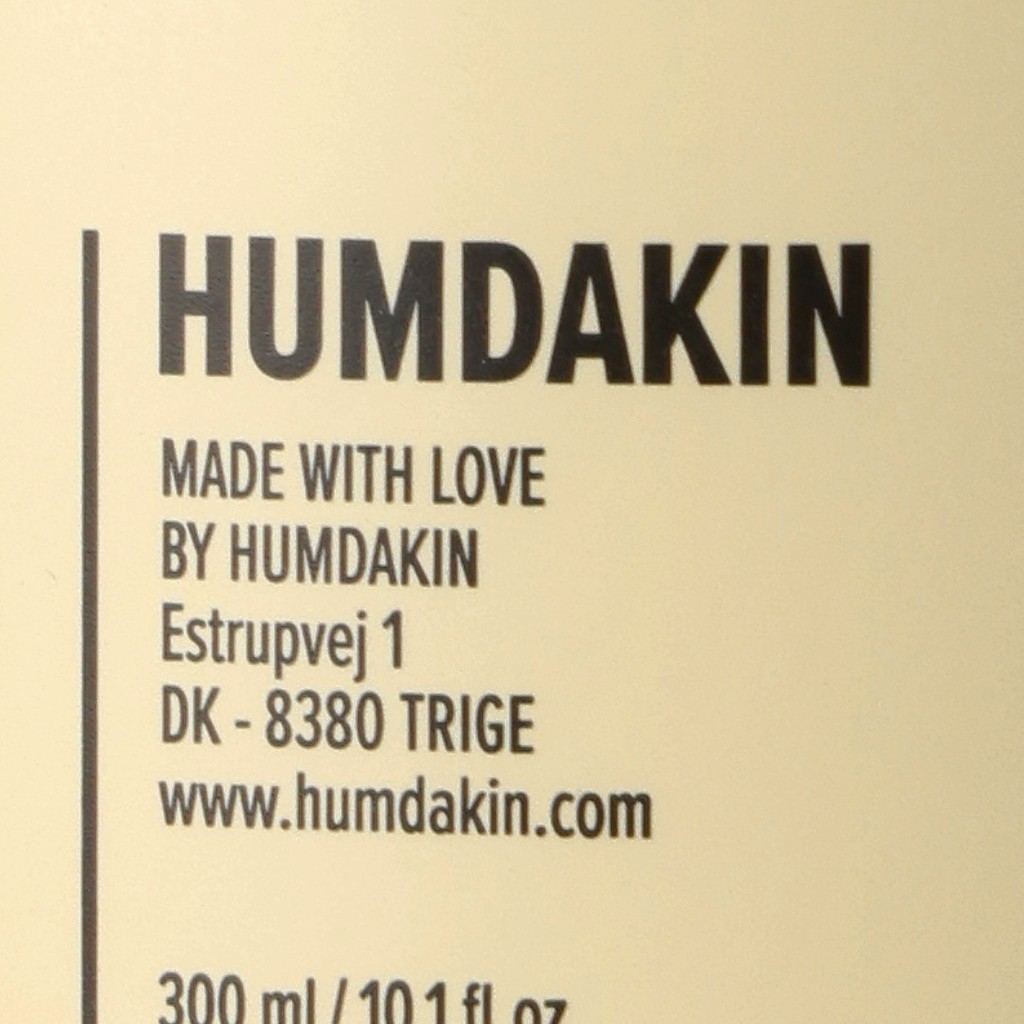 HUMDAKIN
MADE WITH LOVE
BY HUMDAKIN
Estrupvej 1
DK - 8380 TRIGE
www.humdakin.com
300 ml / 10.1 fl oz